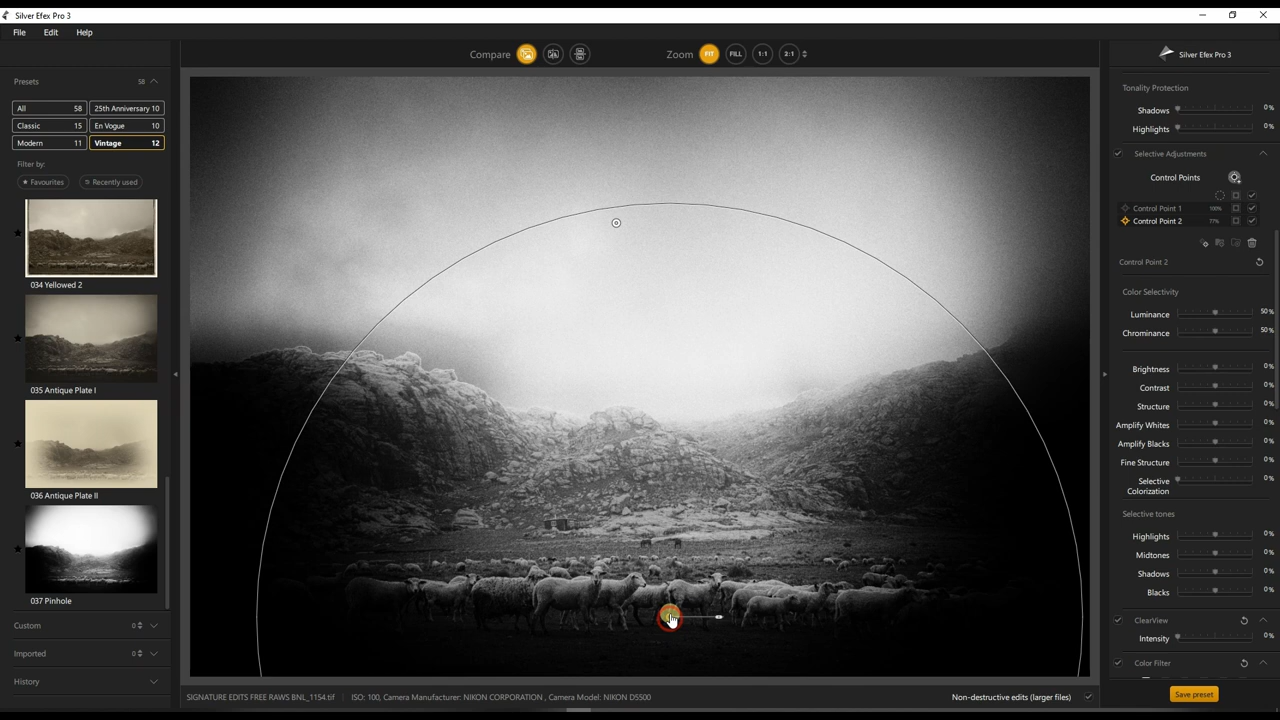 Silver Efex Pro 3
File Edit Help
Compare
Zoom FIT FILL 1:1 2:1
Silver Efex Pro 3
Presets 58
All 58
25th Anniversary 10
Classic 15
En Vogue 10
Modern 11
Vintage 12
Filter by:
Favourites
Recently used
034 Yellowed 2
035 Antique Plate I
036 Antique Plate II
037 Pinhole
Custom 0
Imported 0
History
SIGNATURE EDITS FREE RAWS BNL_1154.tif | ISO: 100, Camera Manufacturer: NIKON CORPORATION , Camera Model: NIKON D5500
Non-destructive edits (larger files)
Tonality Protection
Shadows 0%
Highlights 0%
Selective Adjustments
Control Points
Control Point 1 100%
Control Point 2 77%
Control Point 2
Color Selectivity
Luminance 50%
Chrominance 50%
Brightness 0%
Contrast 0%
Structure 0%
Amplify Whites 0%
Amplify Blacks 0%
Fine Structure 0%
Selective
Colorization 0%
Selective tones
Highlights 0%
Midtones 0%
Shadows 0%
Blacks 0%
ClearView
Intensity 0%
Color Filter
Save preset